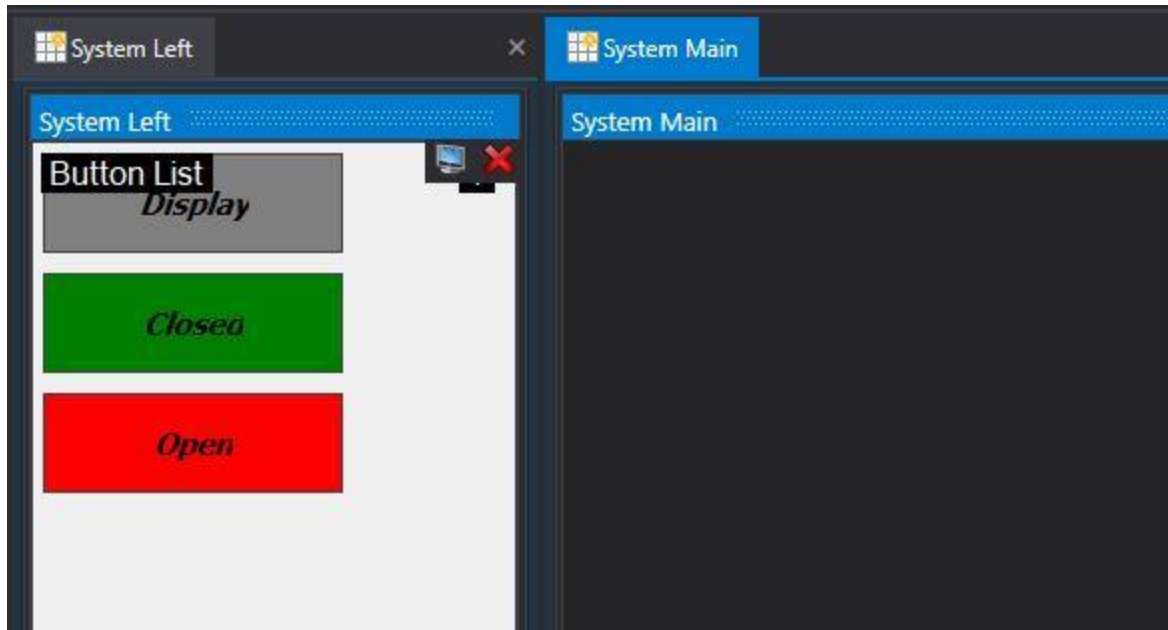 System Left
System Main
System Left
System Main
Button List
Display
Closed
Open